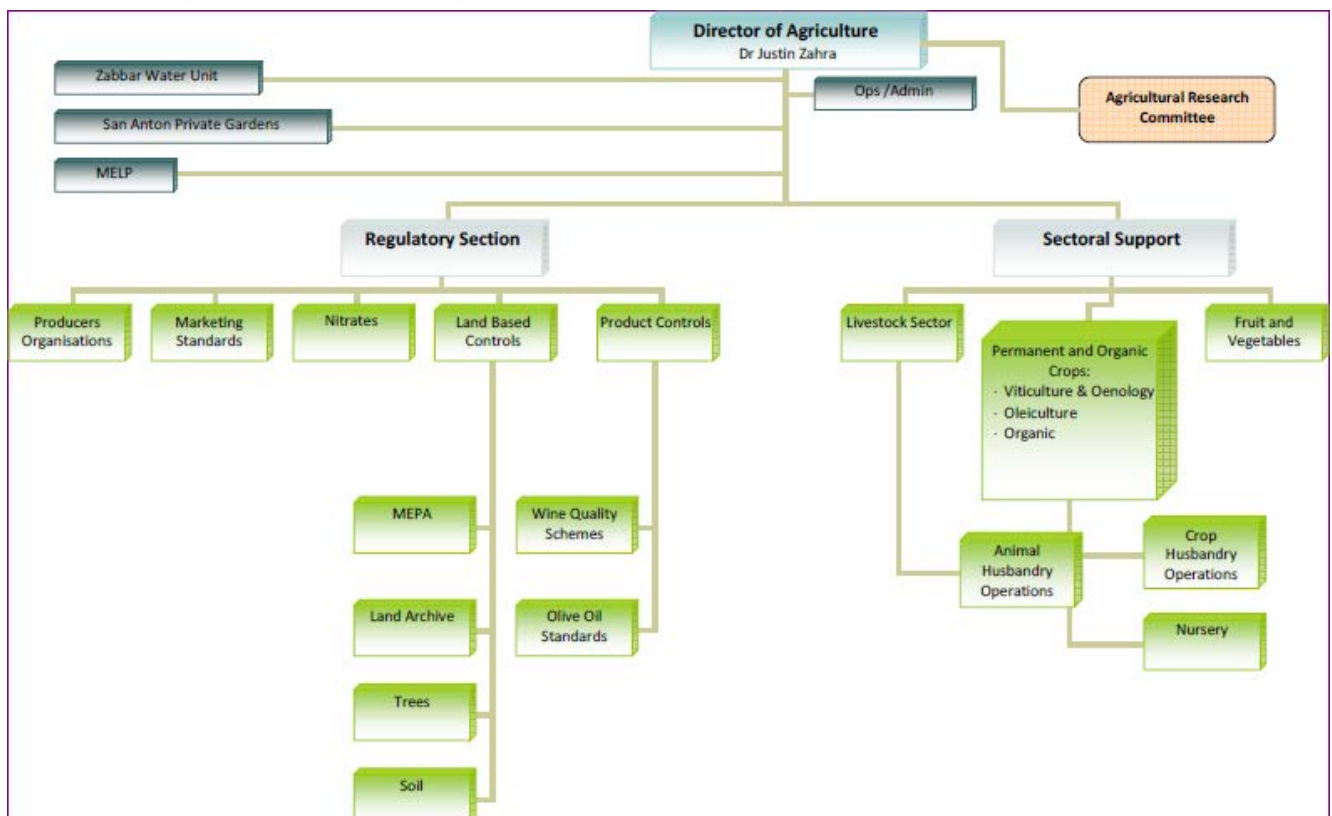 Director of Agriculture
Dr Justin Zahra
Zabbar Water Unit
Ops /Admin
Agricultural Research
Committee
San Anton Private Gardens
MELP
Regulatory Section
Sectoral Support
Producers
Organisations
Marketing
Standards
Nitrates
Land Based
Controls
Product Controls
Livestock Sector
Permanent and Organic
Crops:
· Viticulture & Oenology
· Oleiculture
· Organic
Fruit and
Vegetables
MEPA
Wine Quality
Schemes
Animal
Husbandry
Operations
Crop
Husbandry
Operations
Land Archive
Olive Oil
Standards
Nursery
Trees
Soil